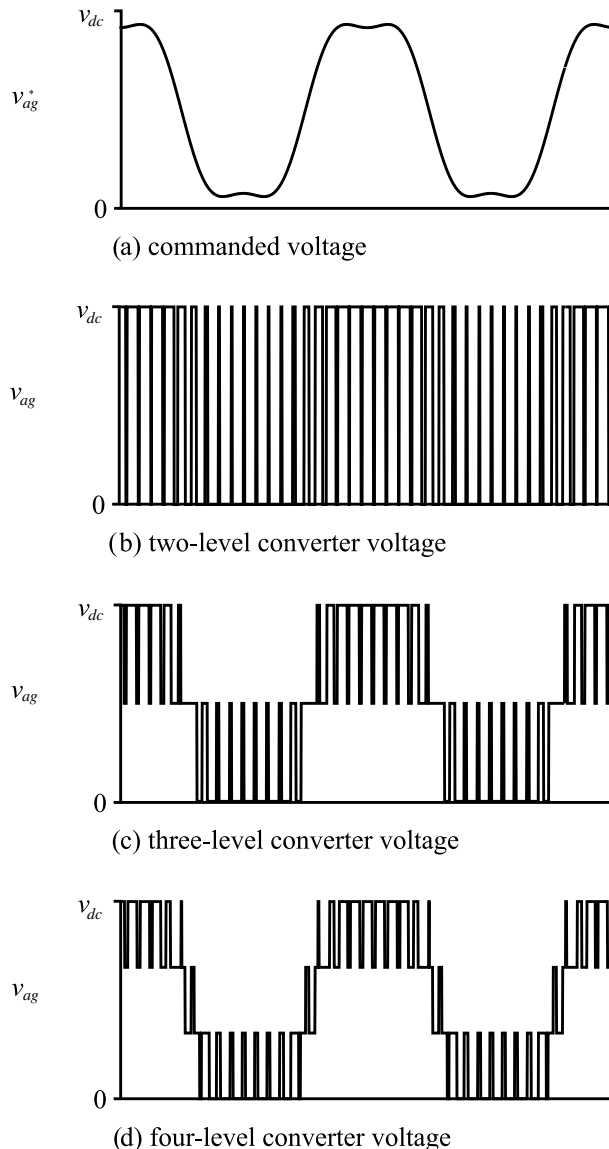 v_dc
v_ag*
0
(a) commanded voltage
v_dc
v_ag
0
(b) two-level converter voltage
v_dc
v_ag
0
(c) three-level converter voltage
v_dc
v_ag
0
(d) four-level converter voltage